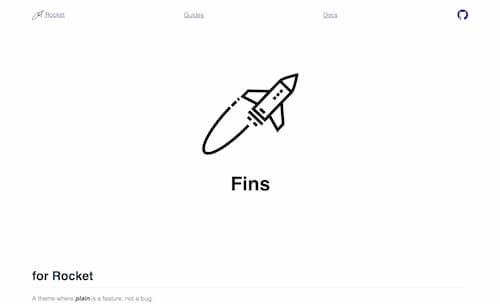 Rocket Guides Docs
Fins
for Rocket
A theme where plain is a feature; not a bug.